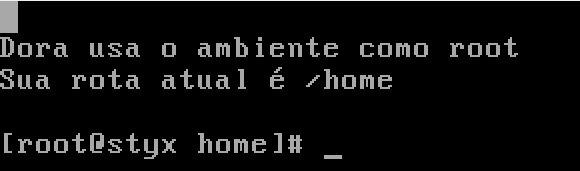 Dora usa o ambiente como root
Sua rota atual é /home
[root@styx home]# _